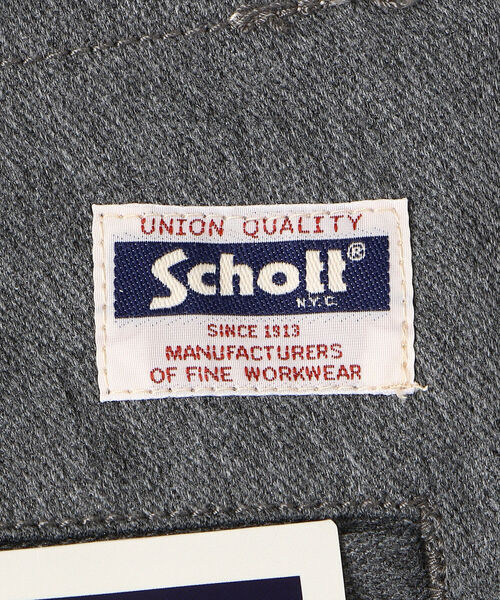 UNION QUALITY
Schott®
N.Y.C.
SINCE 1913
MANUFACTURERS
OF FINE WORKWEAR